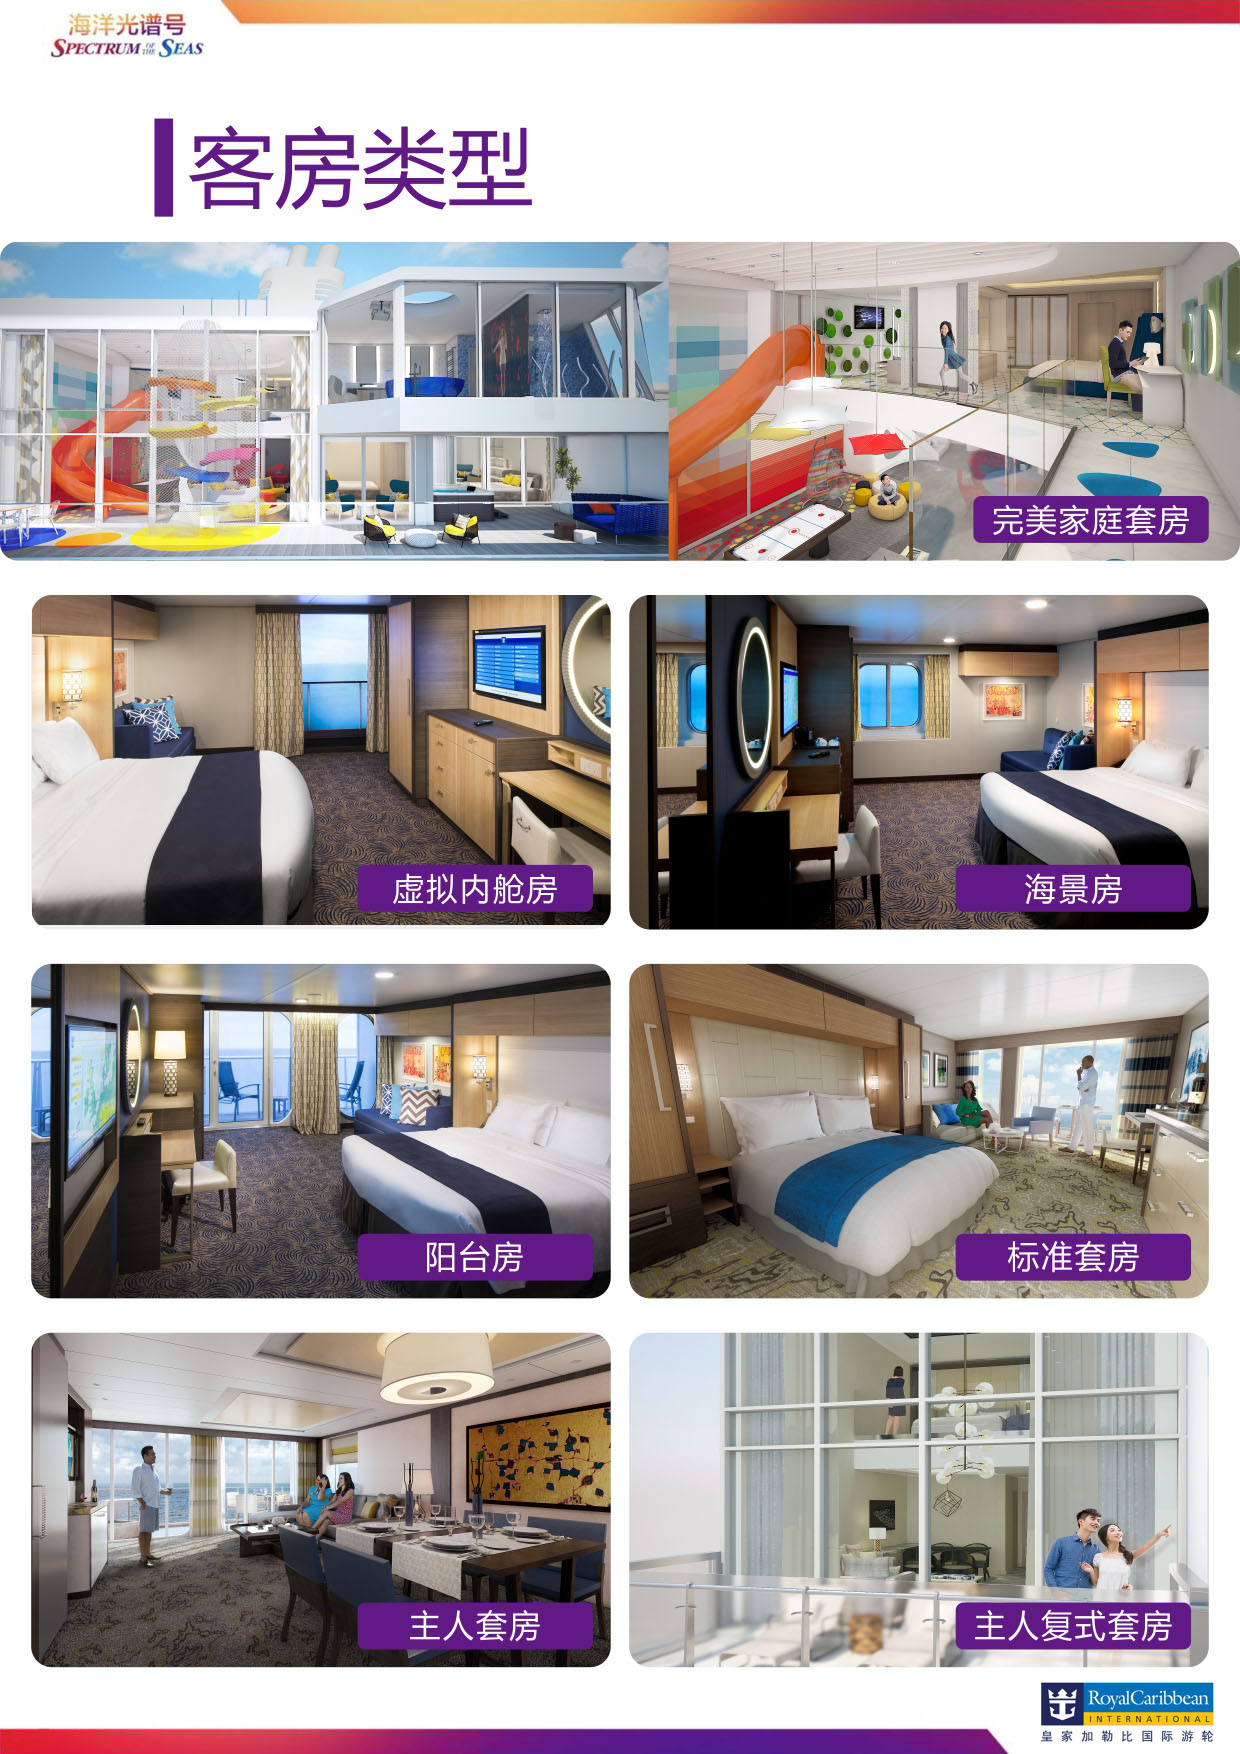 海洋光谱号
SPECTRUM OF THE SEAS
客房类型
完美家庭套房
虚拟内舱房
海景房
阳台房
标准套房
主人套房
主人复式套房
RoyalCaribbean
INTERNATIONAL
皇家加勒比国际游轮